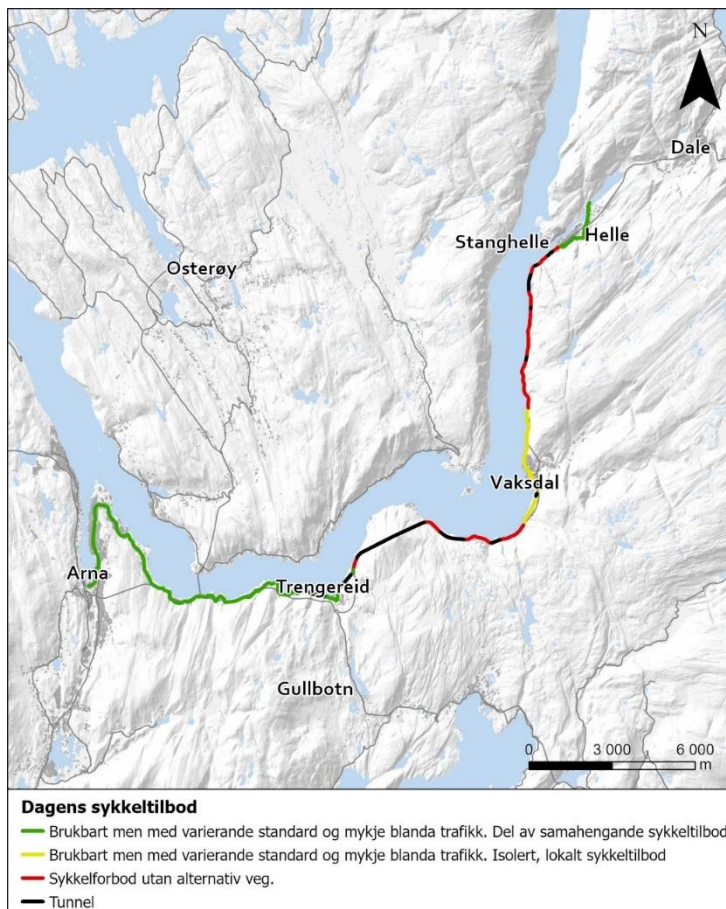 N
Dale
Stanghelle
Helle
Osterøy
Vaksdal
Arna
Trengereid
Gullbotn
0 3 000 6 000
m
Dagens sykkeltilbod
Brukbart men med varierande standard og mykje blanda trafikk. Del av samahengande sykkeltilbod
Brukbart men med varierande standard og mykje blanda trafikk. Isolert, lokalt sykkeltilbod
Sykkelforbod utan alternativ veg.
Tunnel